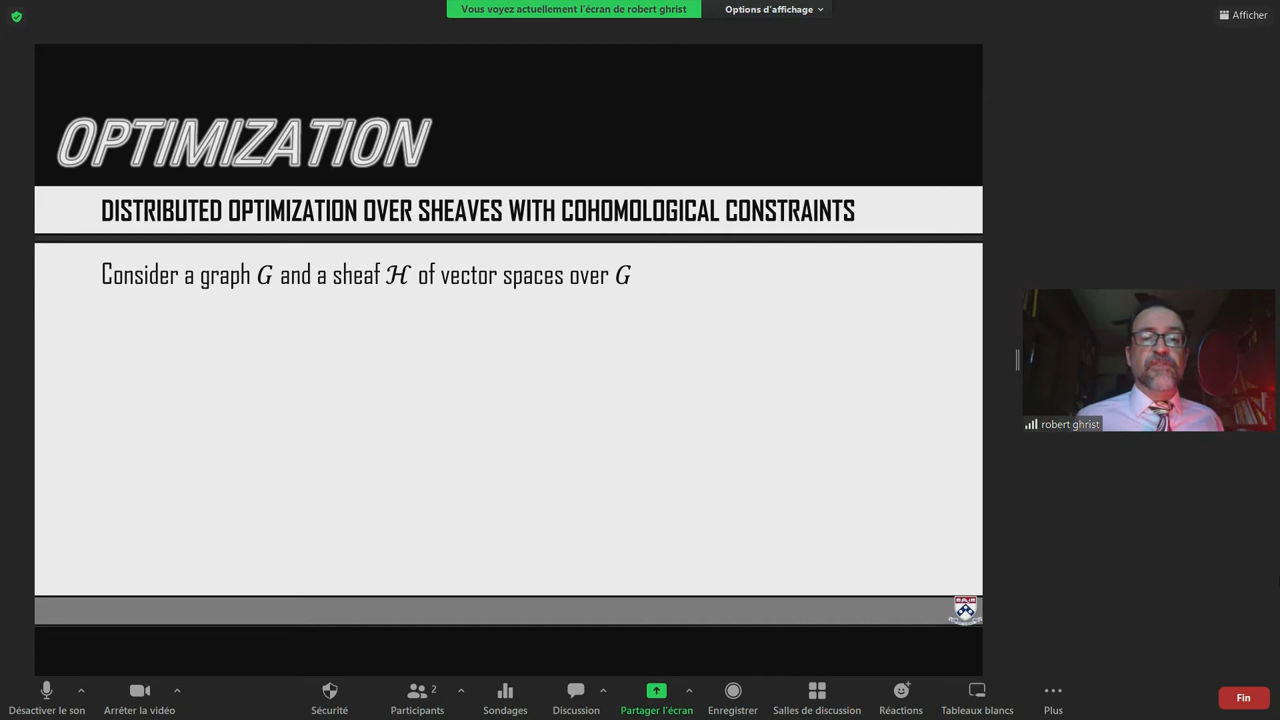 Vous voyez actuellement l'écran de robert ghrist
Options d'affichage
Afficher
OPTIMIZATION
DISTRIBUTED OPTIMIZATION OVER SHEAVES WITH COHOMOLOGICAL CONSTRAINTS
Consider a graph G and a sheaf ℋ of vector spaces over G
robert ghrist
Désactiver le son
Arrêter la vidéo
Sécurité
Participants
2
Sondages
Discussion
Partager l'écran
Enregistrer
Salles de discussion
Réactions
Tableaux blancs
Plus
Fin